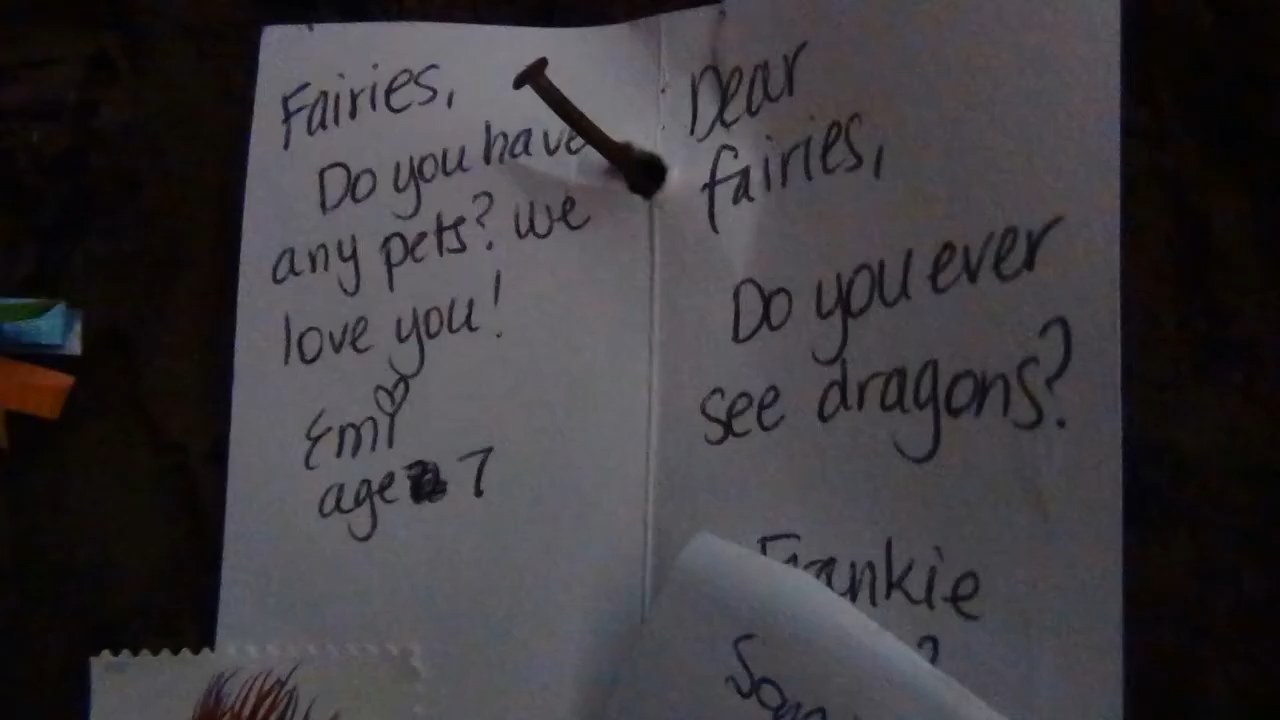 Fairies,
Do you have
any pets? we
love you!
Emi
age 7
Dear
fairies,
Do you ever
see dragons?
Frankie